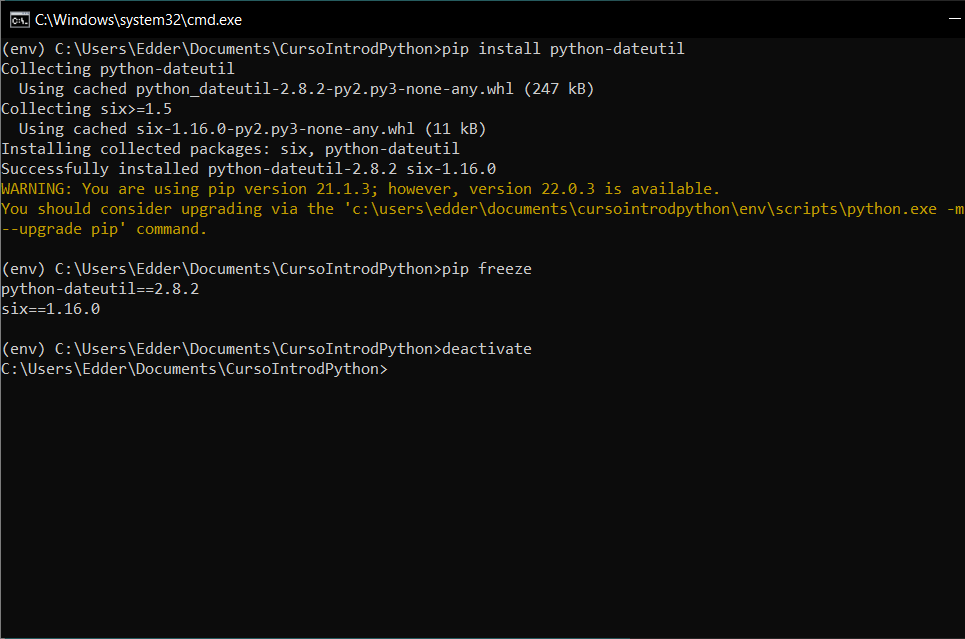 C:\Windows\system32\cmd.exe
(env) C:\Users\Edder\Documents\CursoIntrodPython>pip install python-dateutil
Collecting python-dateutil
  Using cached python_dateutil-2.8.2-py2.py3-none-any.whl (247 kB)
Collecting six>=1.5
  Using cached six-1.16.0-py2.py3-none-any.whl (11 kB)
Installing collected packages: six, python-dateutil
Successfully installed python-dateutil-2.8.2 six-1.16.0
WARNING: You are using pip version 21.1.3; however, version 22.0.3 is available.
You should consider upgrading via the 'c:\users\edder\documents\cursointrodpython\env\scripts\python.exe -m
--upgrade pip' command.
(env) C:\Users\Edder\Documents\CursoIntrodPython>pip freeze
python-dateutil==2.8.2
six==1.16.0
(env) C:\Users\Edder\Documents\CursoIntrodPython>deactivate
C:\Users\Edder\Documents\CursoIntrodPython>